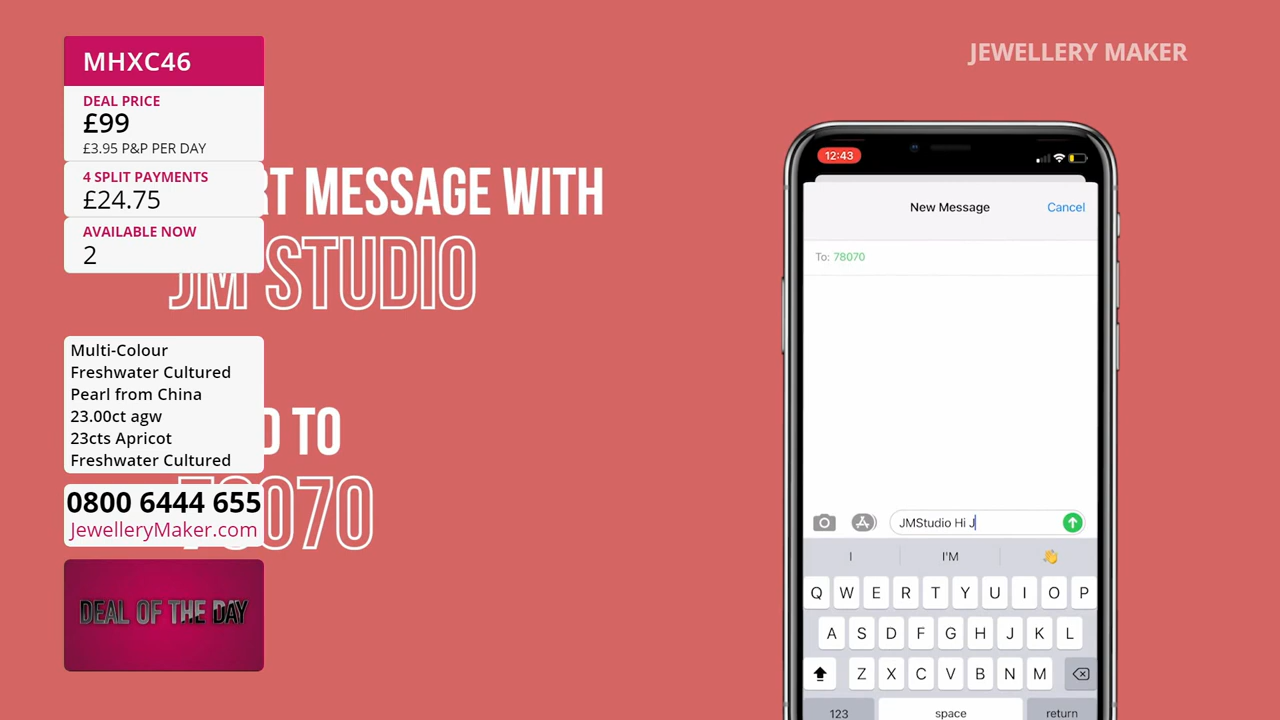 MHXC46
DEAL PRICE
£99
£3.95 P&P PER DAY
4 SPLIT PAYMENTS
£24.75
AVAILABLE NOW
2
MESSAGE WITH
JM STUDIO
TO
Multi-Colour
Freshwater Cultured
Pearl from China
23.00ct agw
23cts Apricot
Freshwater Cultured
0800 6444 655
JewelleryMaker.com
78070
DEAL OF THE DAY
JEWELLERY MAKER
12:43
New Message
Cancel
To: 78070
JMStudio Hi J
I
I'M
👋
Q W E R T Y U I O P
A S D F G H J K L
Z X C V B N M
123
space
return